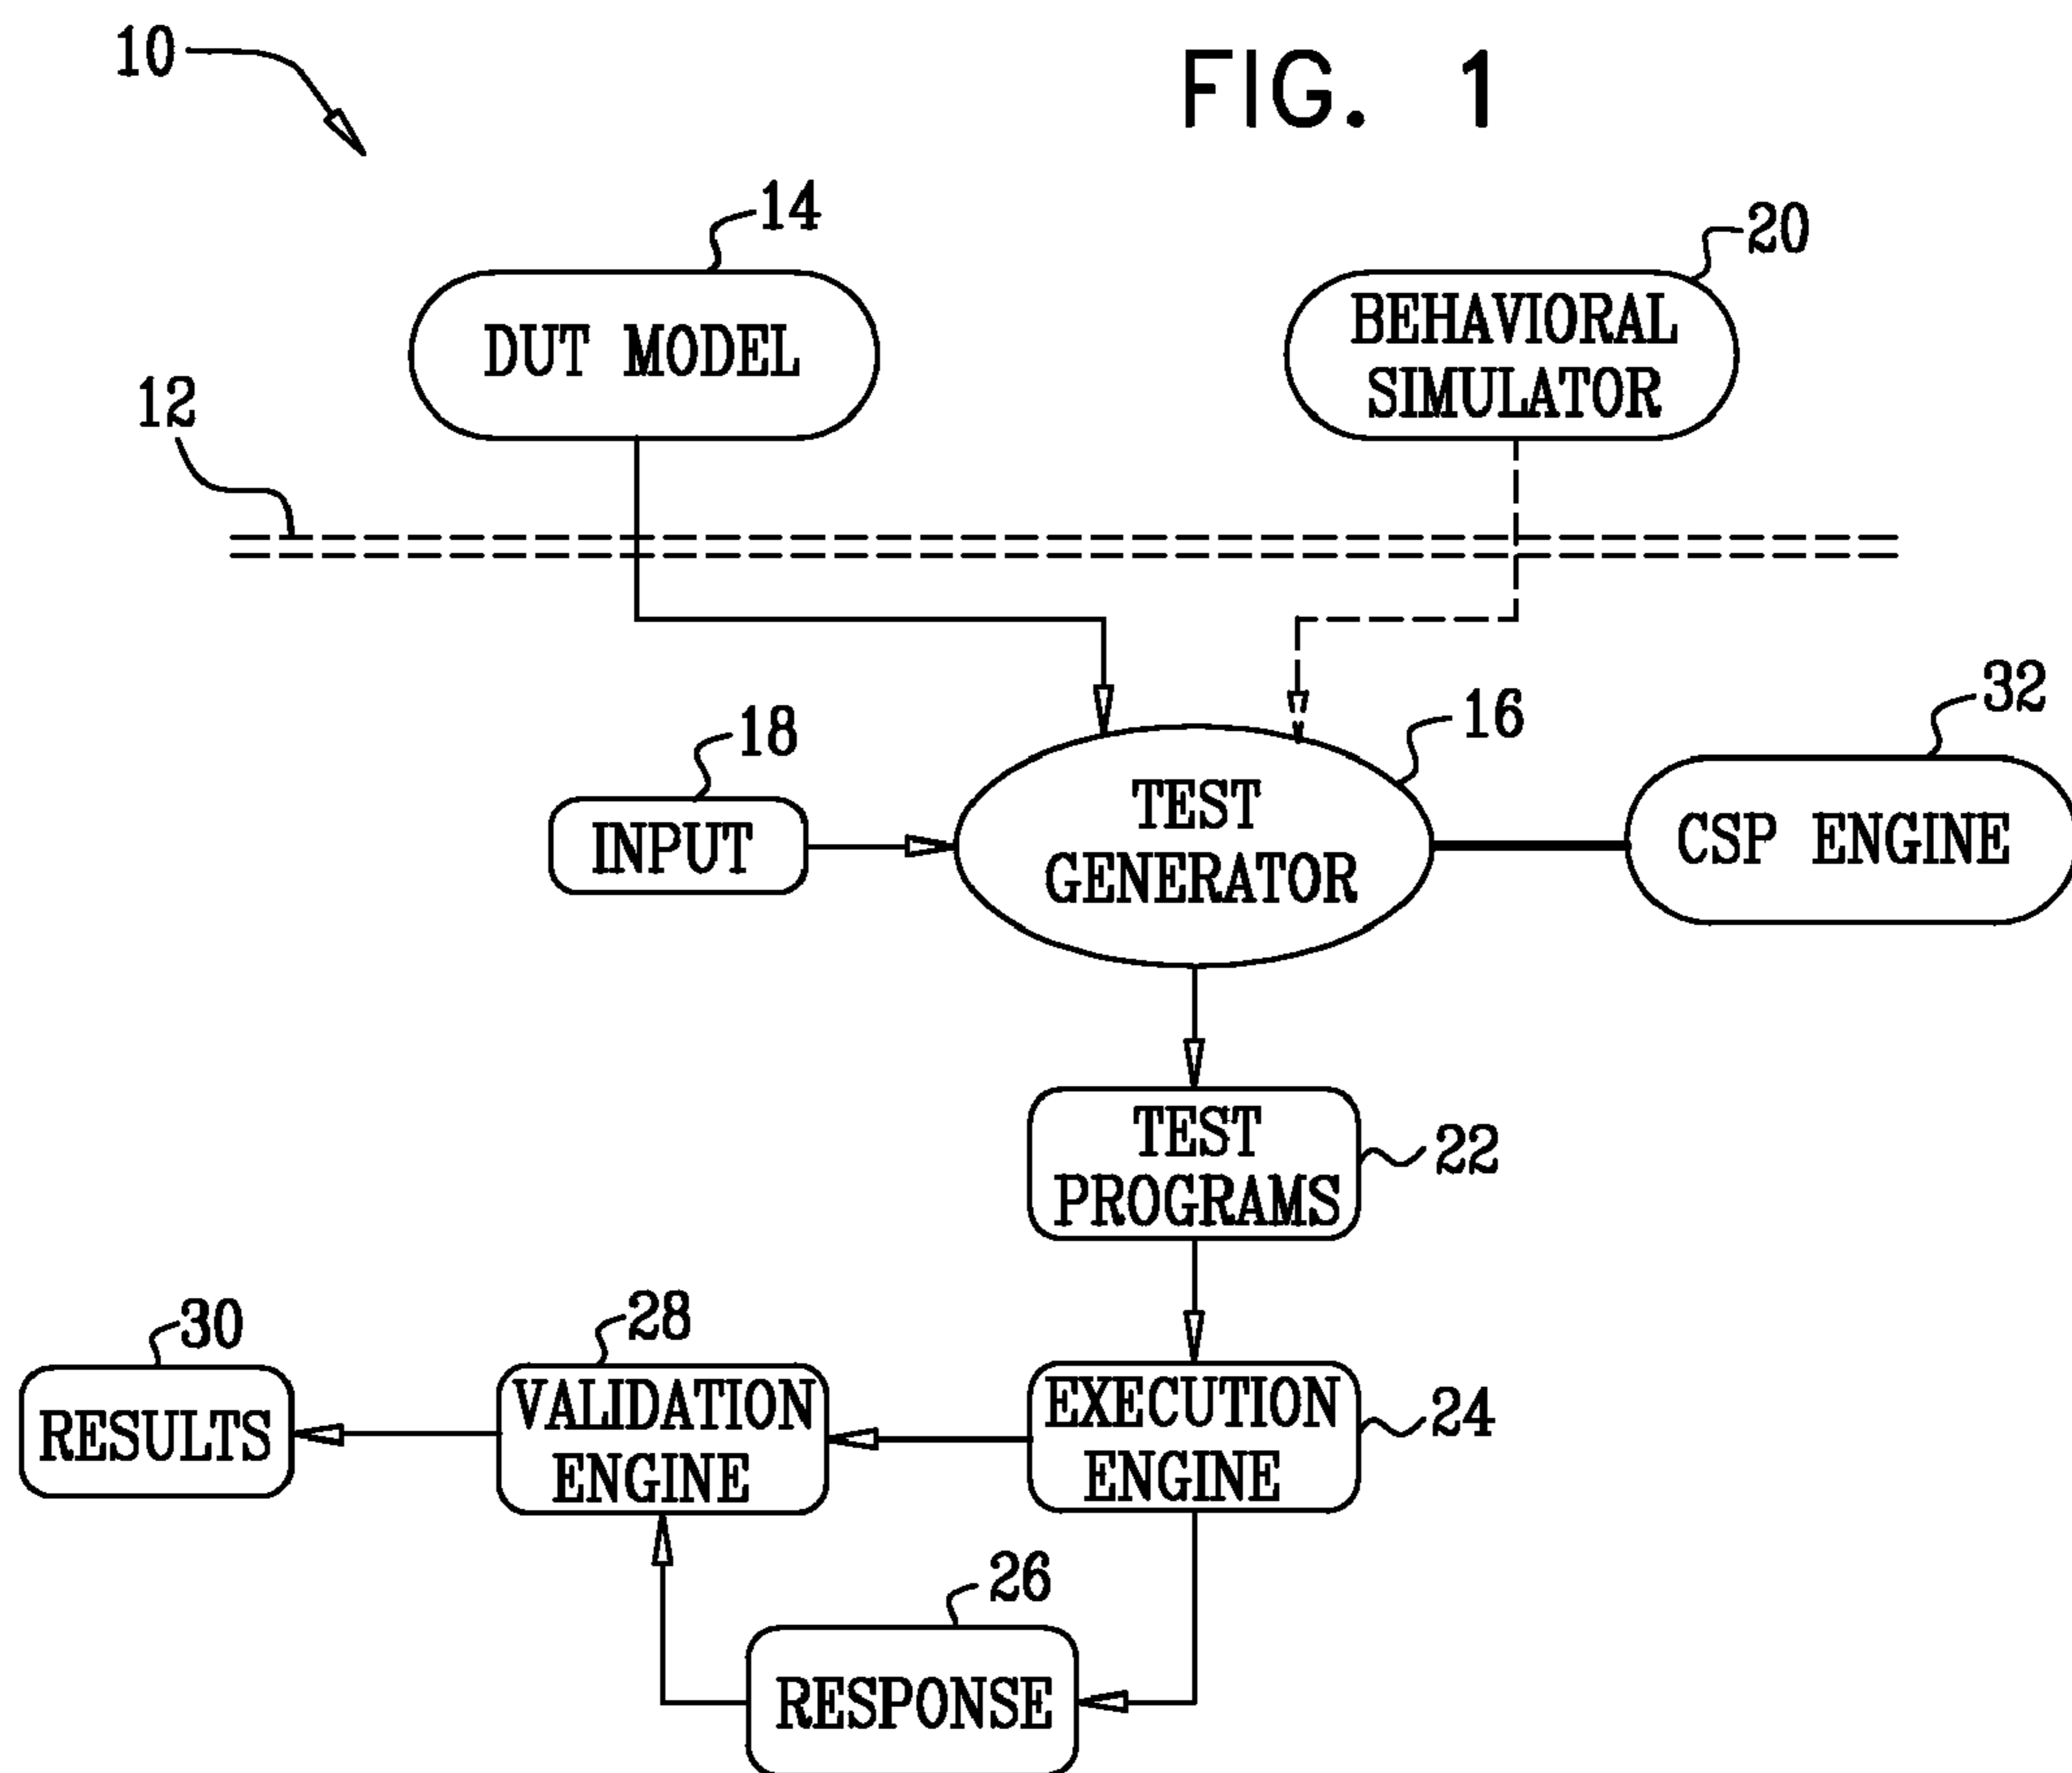 10
FIG. 1
14
20
DUT MODEL
BEHAVIORAL
SIMULATOR
12
18
16
32
INPUT
TEST
GENERATOR
CSP ENGINE
TEST
PROGRAMS
22
30
28
RESULTS
VALIDATION
ENGINE
EXECUTION
ENGINE
24
26
RESPONSE